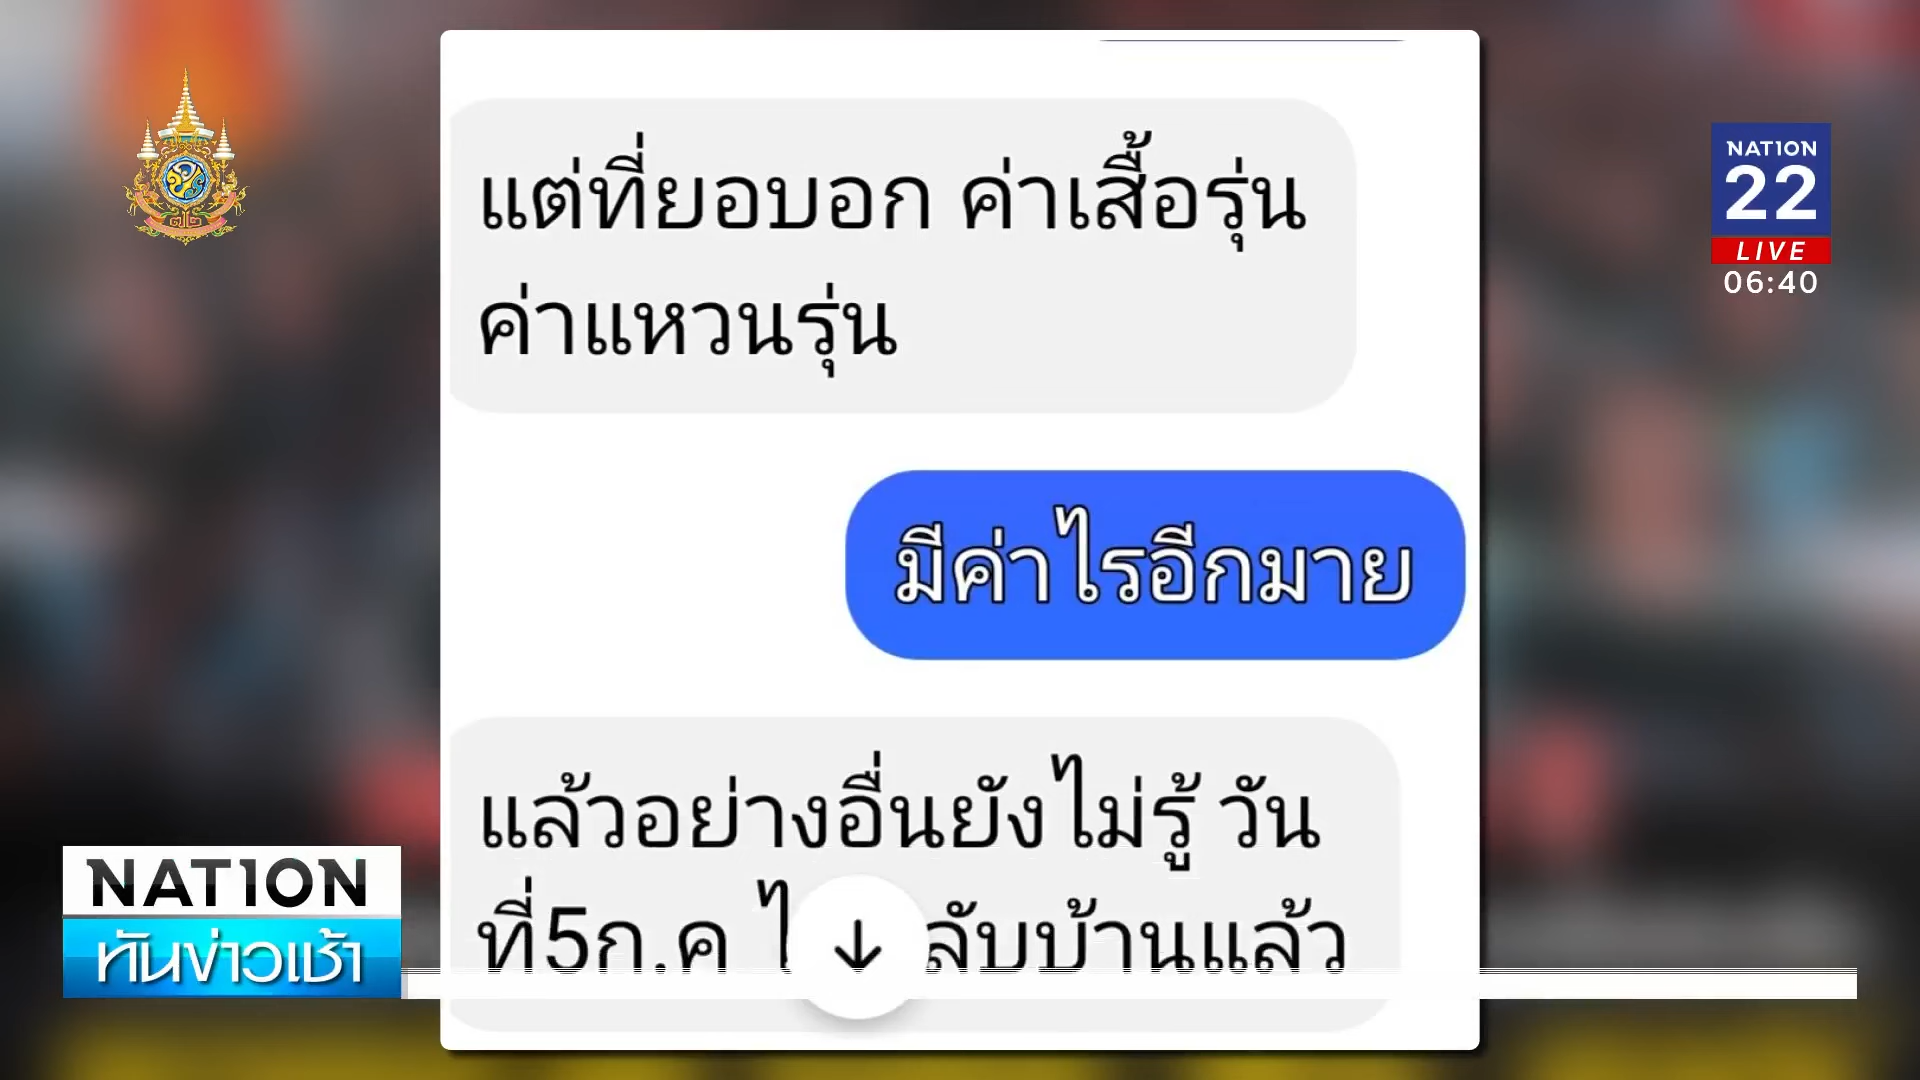 แต่ที่ยอบอก ค่าเสื้อรุ่น
ค่าแหวนรุ่น
มีค่าไรอีกมาย
แล้วอย่างอื่นยังไม่รู้ วัน
ที่5ก.ค ลับบ้านแล้ว
NATION
22
LIVE
06:40
NATION
ทันข่าวเช้า